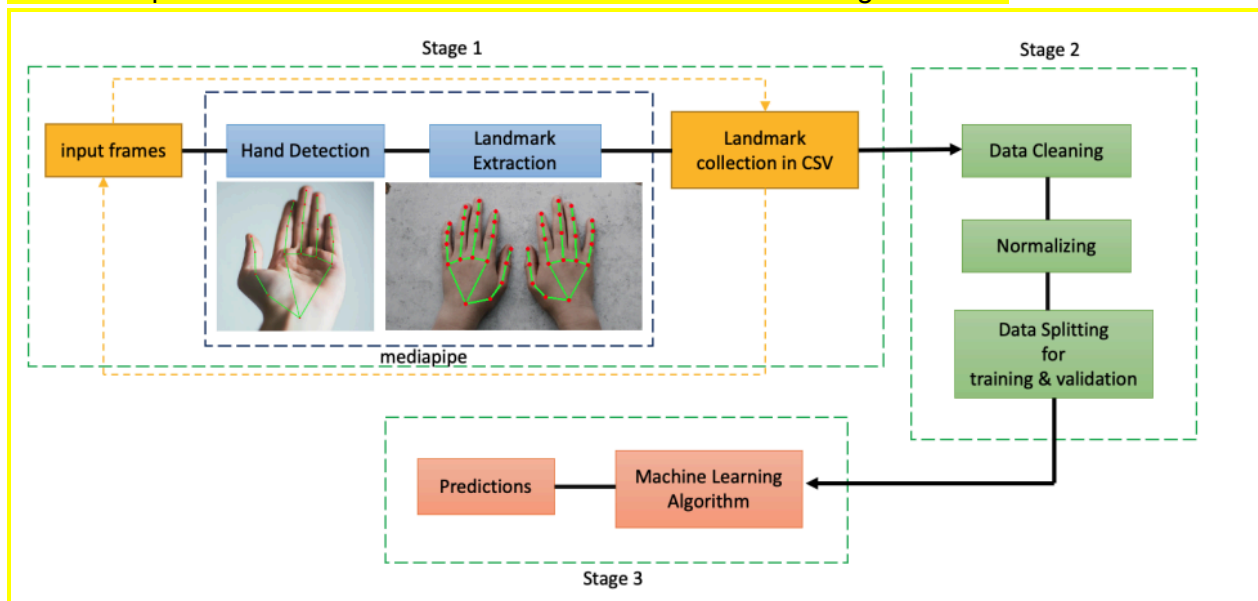 Stage 1
Stage 2
input frames
Hand Detection
Landmark
Extraction
Landmark
collection in CSV
Data Cleaning
Normalizing
mediapipe
Data Splitting
for
training & validation
Predictions
Machine Learning
Algorithm
Stage 3